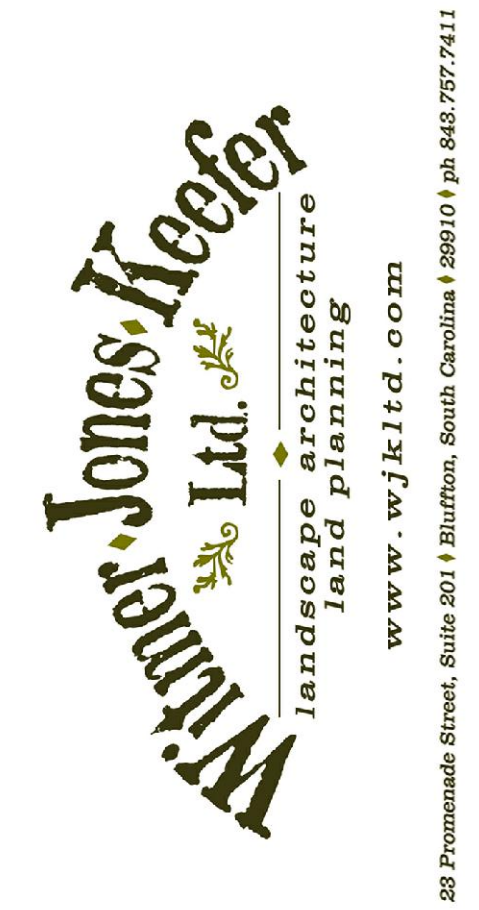 Witmer · Jones · Keefer
Ltd.
landscape architecture
land planning
www.wjkltd.com
23 Promenade Street, Suite 201 ♦ Bluffton, South Carolina ♦ 29910 ♦ ph 843.757.7411